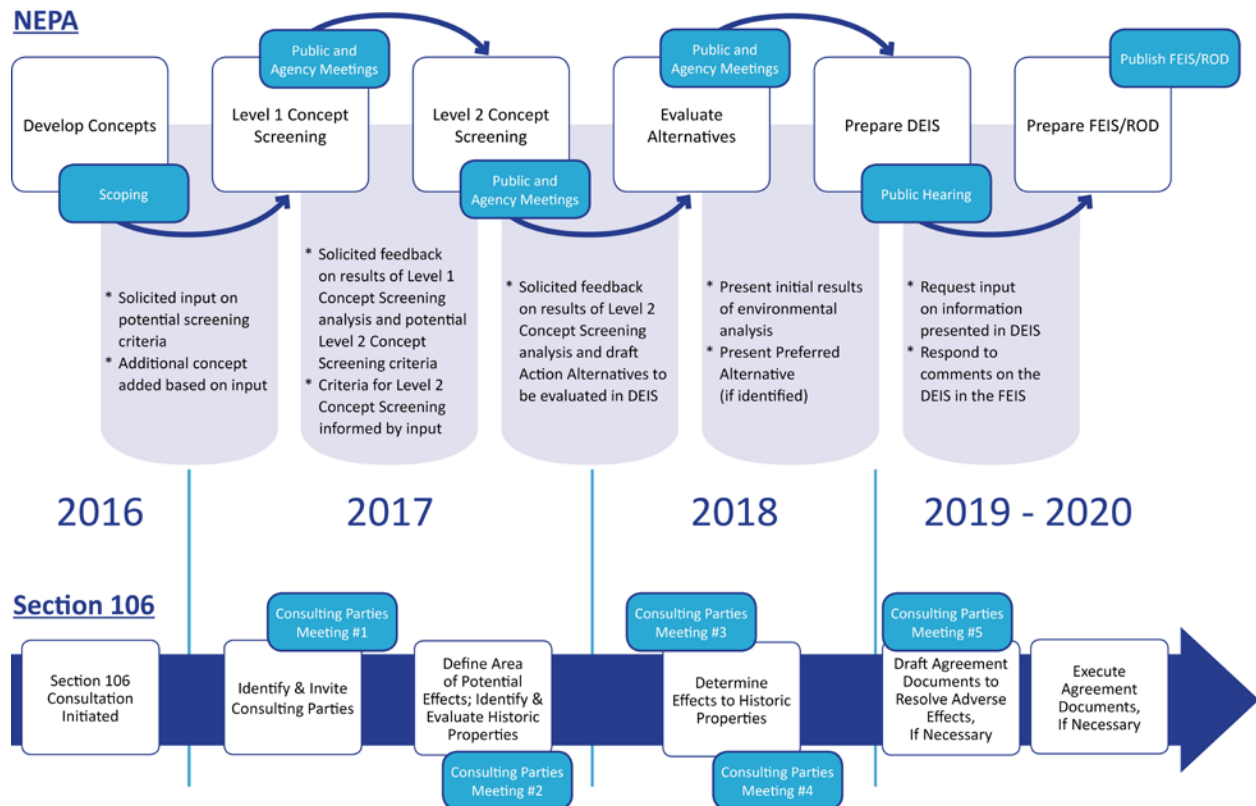 NEPA
Public and
Agency Meetings
Public and
Agency Meetings
Publish FEIS/ROD
Develop Concepts
Level 1 Concept
Screening
Level 2 Concept
Screening
Evaluate
Alternatives
Prepare DEIS
Prepare FEIS/ROD
Scoping
Public and
Agency Meetings
Public Hearing
* Solicited input on
potential screening
criteria
* Additional concept
added based on input
* Solicited feedback
on results of Level 1
Concept Screening
analysis and potential
Level 2 Concept
Screening criteria
* Criteria for Level 2
Concept Screening
informed by input
* Solicited feedback
on results of Level 2
Concept Screening
analysis and draft
Action Alternatives to
be evaluated in DEIS
* Present initial results
of environmental
analysis
* Present Preferred
Alternative
(if identified)
* Request input
on information
presented in DEIS
* Respond to
comments on the
DEIS in the FEIS
2016
2017
2018
2019 - 2020
Section 106
Consulting Parties
Meeting #1
Consulting Parties
Meeting #3
Consulting Parties
Meeting #5
Section 106
Consultation
Initiated
Identify & Invite
Consulting Parties
Define Area
of Potential
Effects; Identify &
Evaluate Historic
Properties
Determine
Effects to Historic
Properties
Draft Agreement
Documents to
Resolve Adverse
Effects,
If Necessary
Execute
Agreement
Documents,
If Necessary
Consulting Parties
Meeting #2
Consulting Parties
Meeting #4